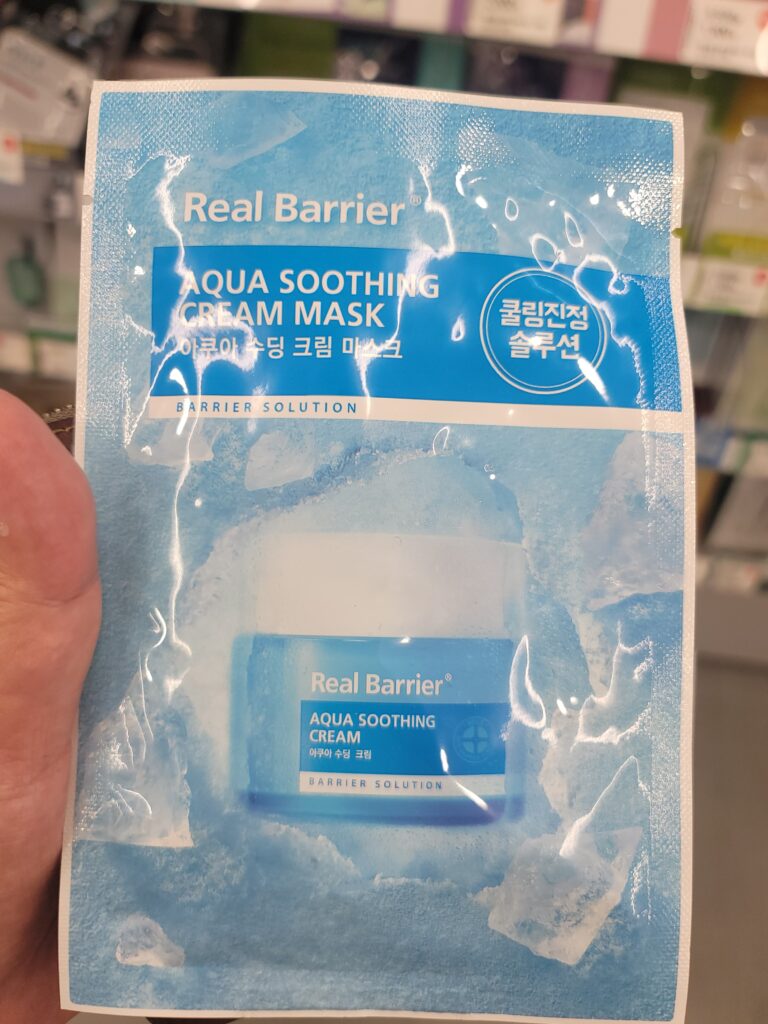 Real Barrier®
AQUA SOOTHING
CREAM MASK
아쿠아 수딩 크림 마스크
쿨링진정
솔루션
BARRIER SOLUTION
Real Barrier®
AQUA SOOTHING
CREAM
아쿠아 수딩 크림
BARRIER SOLUTION